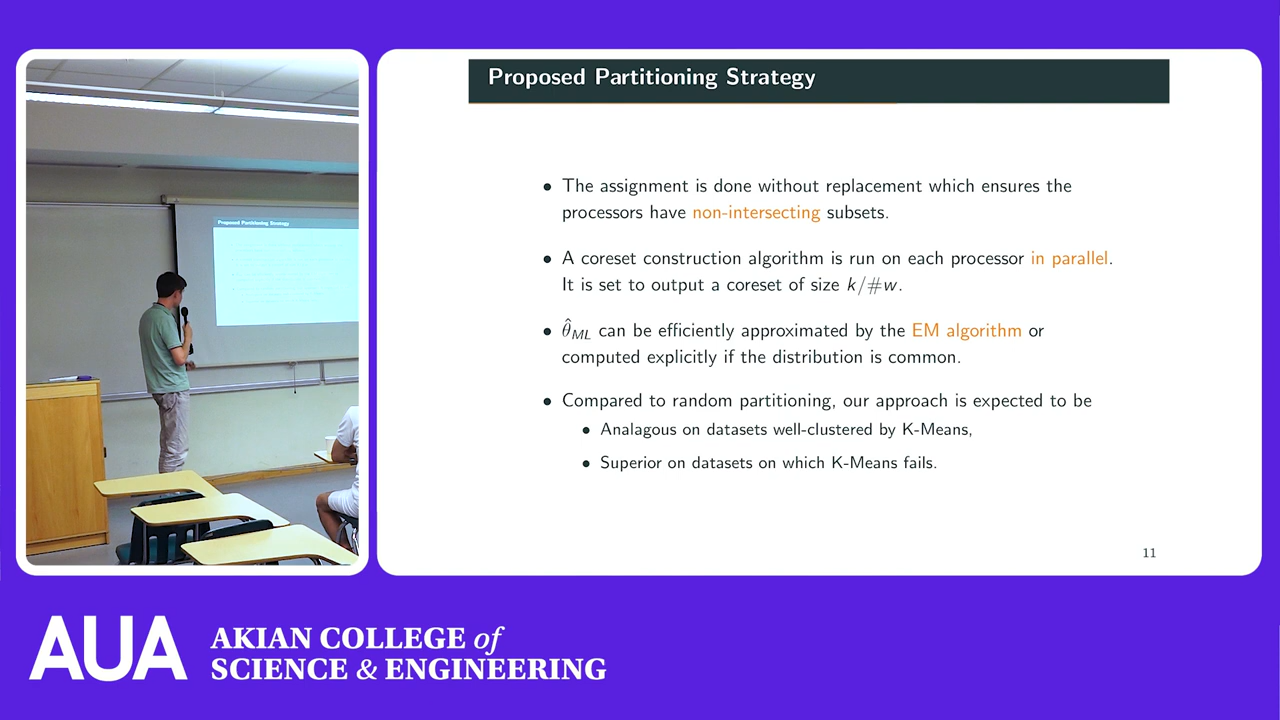 Proposed Partitioning Strategy
Proposed Partitioning Strategy
• The assignment is done without replacement which ensures the
processors have non-intersecting subsets.
• A coreset construction algorithm is run on each processor in parallel.
It is set to output a coreset of size k/#w.
• θ̂_ML can be efficiently approximated by the EM algorithm or
computed explicitly if the distribution is common.
• Compared to random partitioning, our approach is expected to be
• Analagous on datasets well-clustered by K-Means,
• Superior on datasets on which K-Means fails.
11
AUA AKIAN COLLEGE of
SCIENCE & ENGINEERING